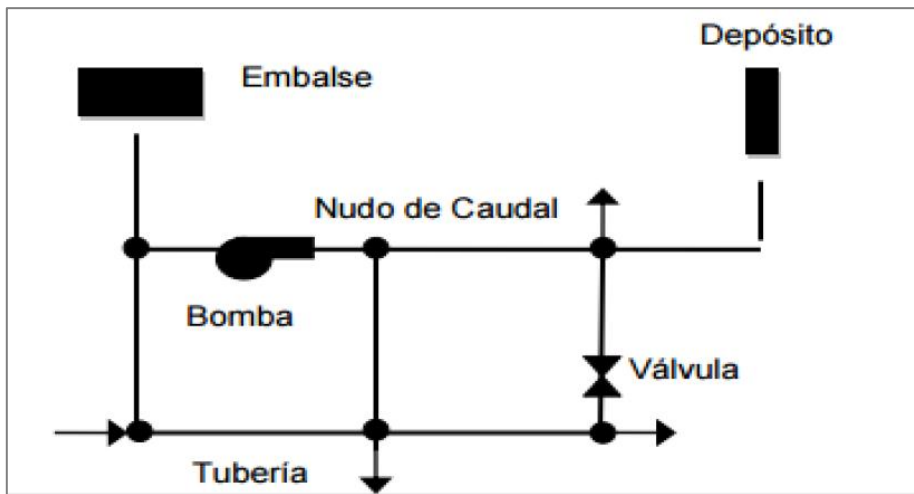 Depósito
Embalse
Nudo de Caudal
Bomba
Válvula
Tubería